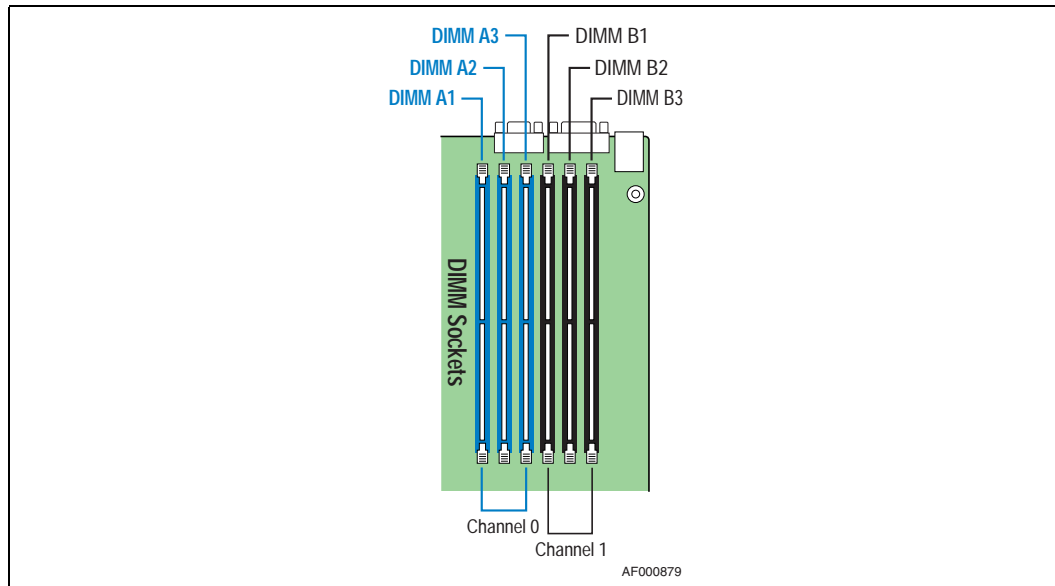 DIMM A3
DIMM B1
DIMM A2
DIMM B2
DIMM A1
DIMM B3
DIMM Sockets
Channel 0
Channel 1
AF000879